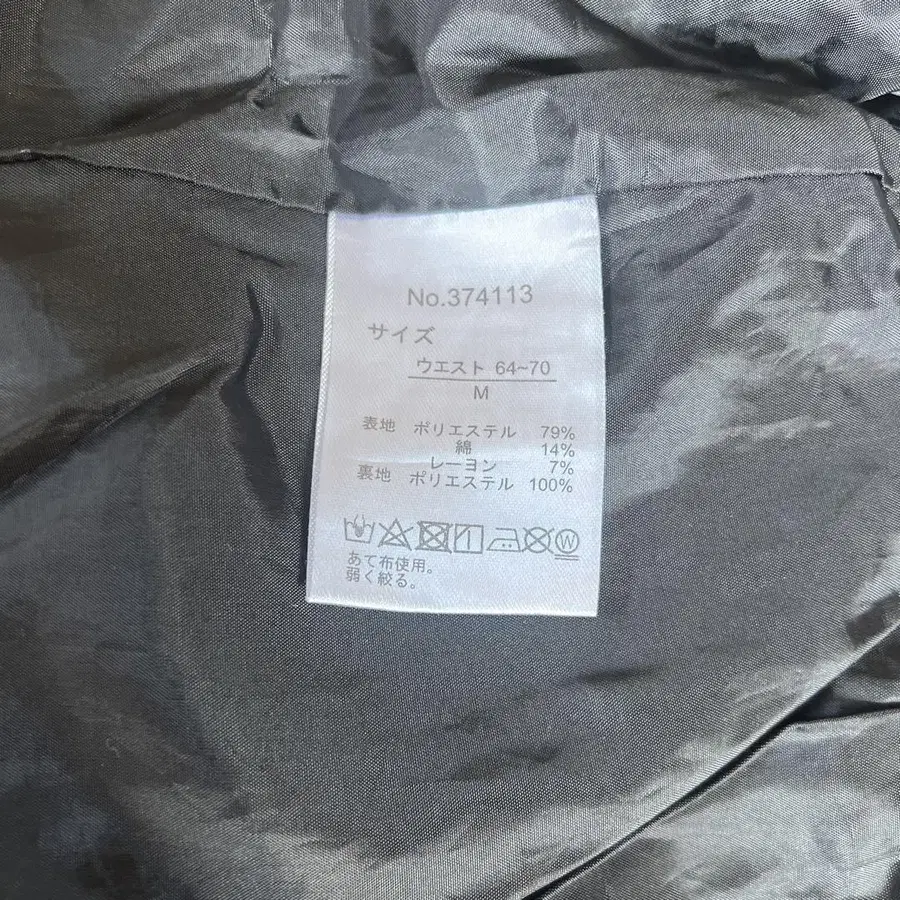 No.374113
サイズ
ウエスト 64~70
M
表地 ポリエステル 79%
綿 14%
レーヨン 7%
裏地 ポリエステル 100%
W
あて布使用。
弱く絞る。